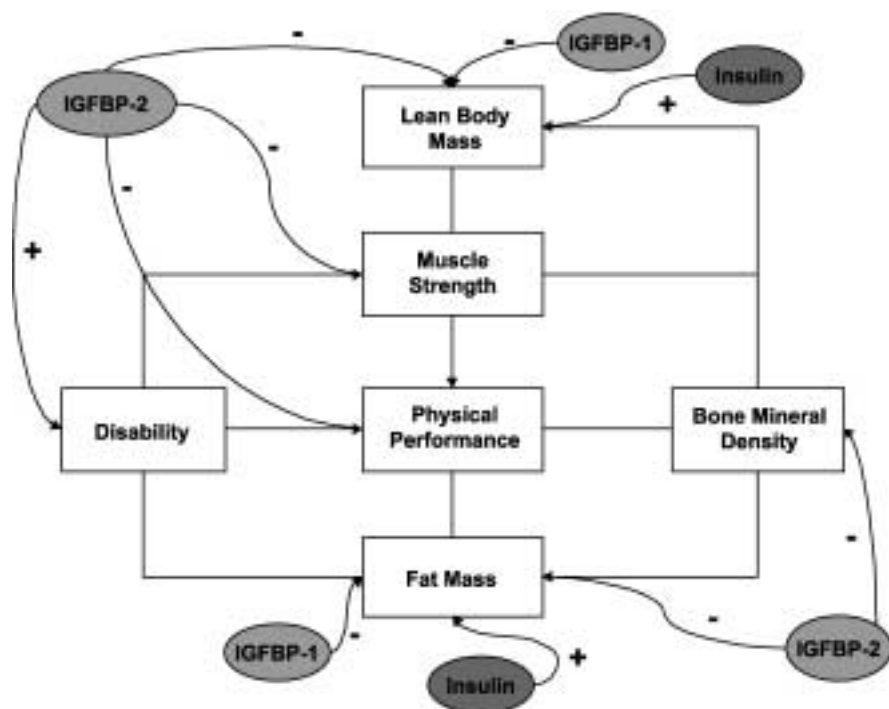 -
-
IGFBP-1
Insulin
IGFBP-2
+
Lean Body
Mass
-
-
+
Muscle
Strength
Disability
Physical
Performance
Bone Mineral
Density
-
Fat Mass
-
IGFBP-1
-
+
IGFBP-2
Insulin